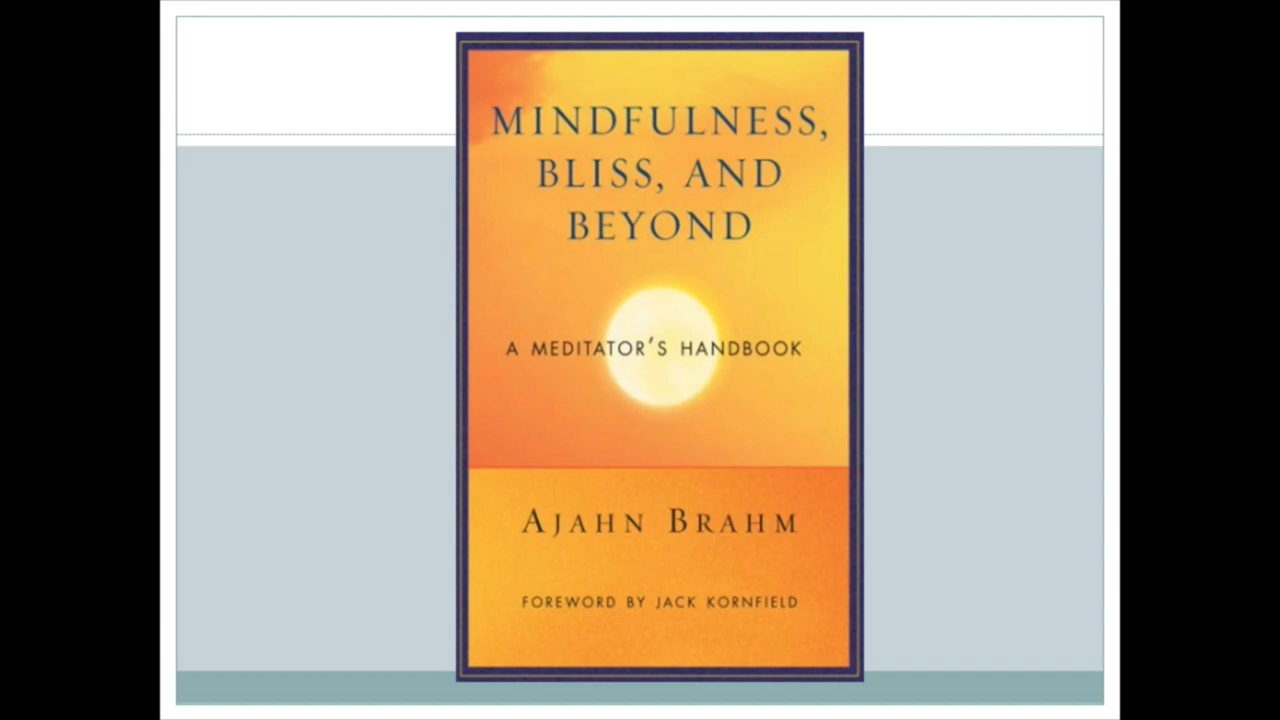 MINDFULNESS,
BLISS, AND
BEYOND
A MEDITATOR'S HANDBOOK
AJAHN BRAHM
FOREWORD BY JACK KORNFIELD